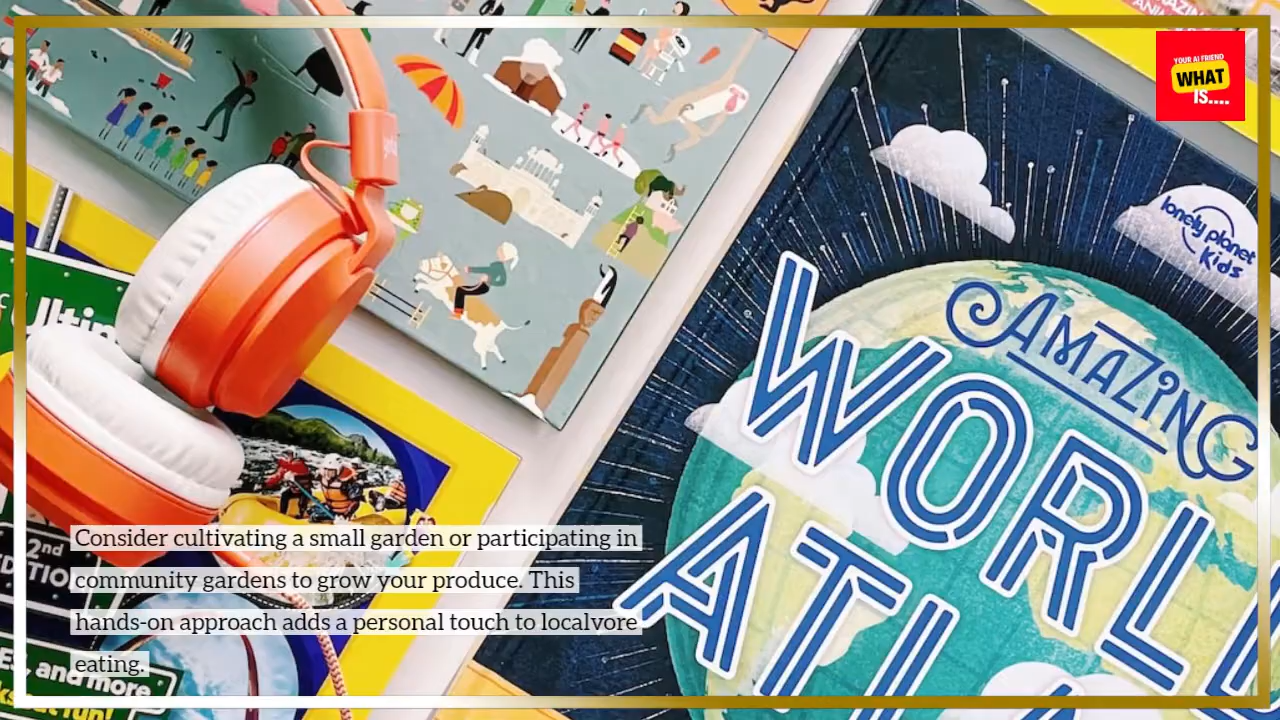 YOUR AI FRIEND
WHAT
IS....
lonely planet
kids
AMAZING
WORL
ATL
2nd
and more
fun!
Consider cultivating a small garden or participating in
community gardens to grow your produce. This
hands-on approach adds a personal touch to localvore
eating.